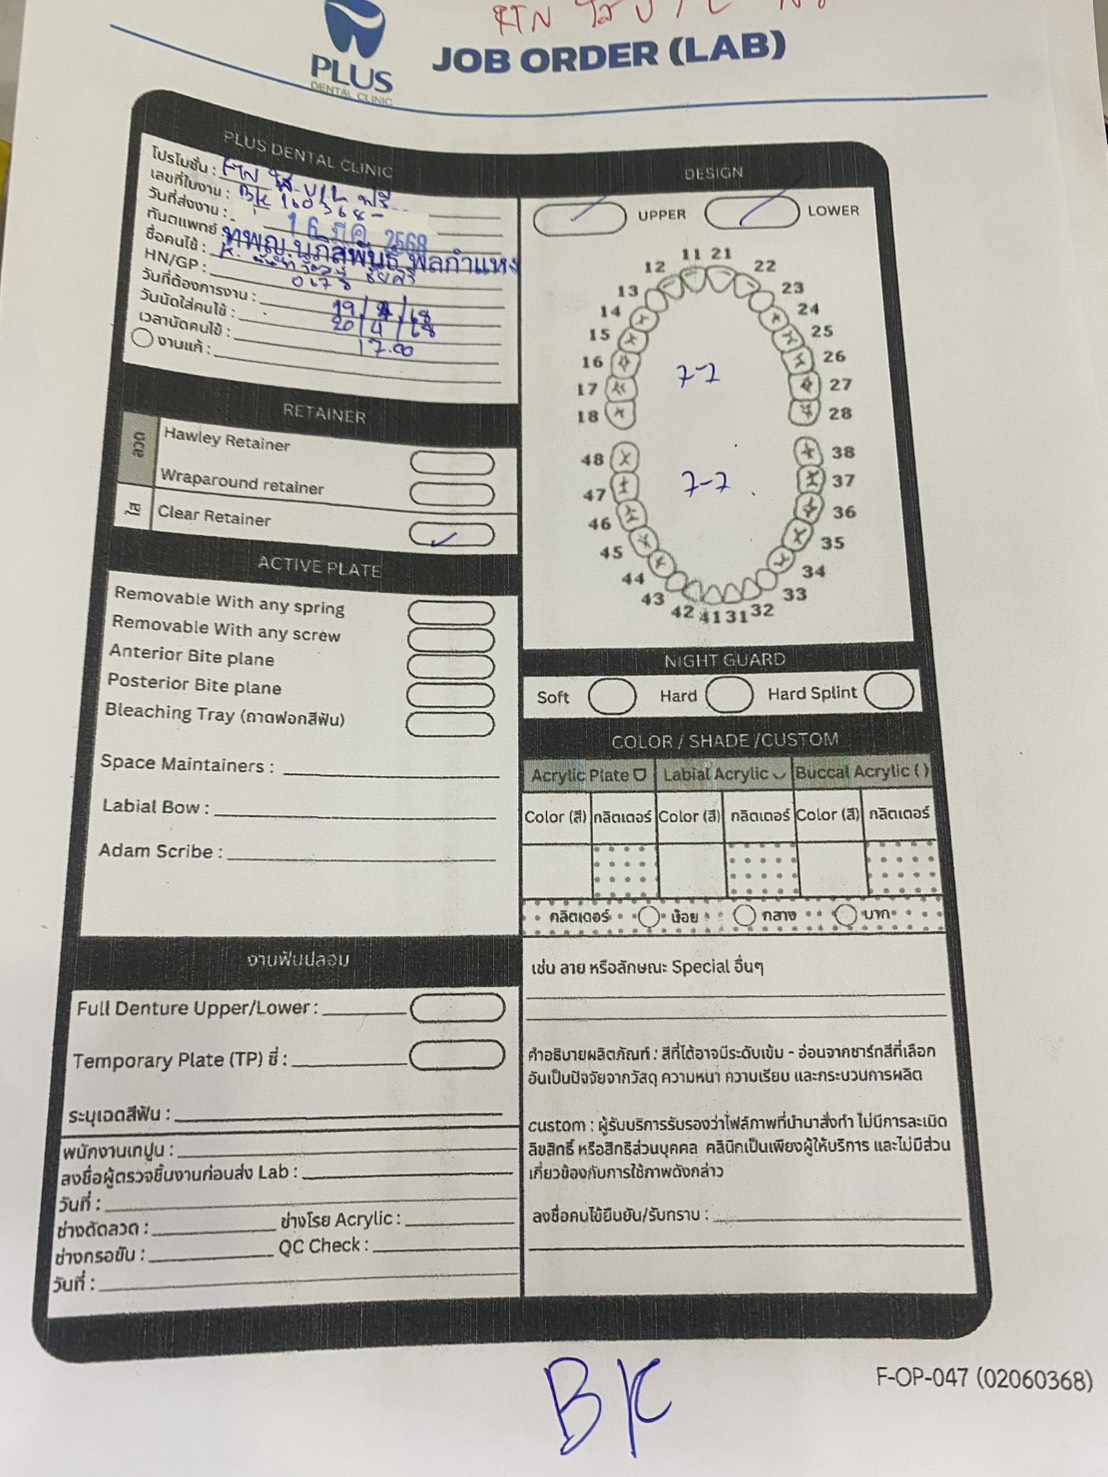 RTN ใส U/L
PLUS
DENTAL CLINIC
JOB ORDER (LAB)
PLUS DENTAL CLINIC
โปรโมชั่น : RTN ใส U/L ฟรี
เลขที่ใบงาน : BK 160368-
วันที่ส่งงาน : 16 มี.ค. 2568
ทันตแพทย์ ทพญ.นภิสพันธ์ พลกำแหง
ชื่อคนไข้ : K.
HN/GP : 0678
วันที่ต้องการงาน : 19/4/68
วันนัดใส่คนไข้ : 20/4/68
เวลานัดคนไข้ : 17.00
งานแก้ :
RETAINER
ลวด
Hawley Retainer
Wraparound retainer
ใส
Clear Retainer
ACTIVE PLATE
Removable With any spring
Removable With any screw
Anterior Bite plane
Posterior Bite plane
Bleaching Tray (ถาดฟอกสีฟัน)
Space Maintainers :
Labial Bow :
Adam Scribe :
งานฟันปลอม
Full Denture Upper/Lower :
Temporary Plate (TP) ซี่ :
ระบุเฉดสีฟัน :
พนักงานเทปูน :
ลงชื่อผู้ตรวจชิ้นงานก่อนส่ง Lab :
วันที่ :
ช่างดัดลวด : ช่างโรย Acrylic :
ช่างกรอขัน : QC Check :
วันที่ :
DESIGN
UPPER LOWER
11 21
12 22
13 23
14 24
15 25
16 26
17 27
18 28
7-7
48 38
47 37
46 36
45 35
44 34
43 33
42 41 31 32
7-7
NIGHT GUARD
Soft Hard Hard Splint
COLOR / SHADE /CUSTOM
Acrylic Plate Labial Acrylic Buccal Acrylic ( )
Color (สี) กลิตเตอร์ Color (สี) กลิตเตอร์ Color (สี) กลิตเตอร์
กลิตเตอร์ น้อย กลาง มาก
เช่น ลาย หรือลักษณะ Special อื่นๆ
คำอธิบายผลิตภัณฑ์ : สีที่ได้อาจมีระดับเข้ม - อ่อนจากชาร์ทสีที่เลือก
อันเป็นปัจจัยจากวัสดุ ความหนา ความเรียบ และกระบวนการผลิต
custom : ผู้รับบริการรับรองว่าไฟล์ภาพที่นำมาสั่งทำ ไม่มีการละเมิด
ลิขสิทธิ์ หรือสิทธิส่วนบุคคล คลินิกเป็นเพียงผู้ให้บริการ และไม่มีส่วน
เกี่ยวข้องกับการใช้ภาพดังกล่าว
ลงชื่อคนไข้ยืนยัน/รับทราบ :
F-OP-047 (02060368)
BK